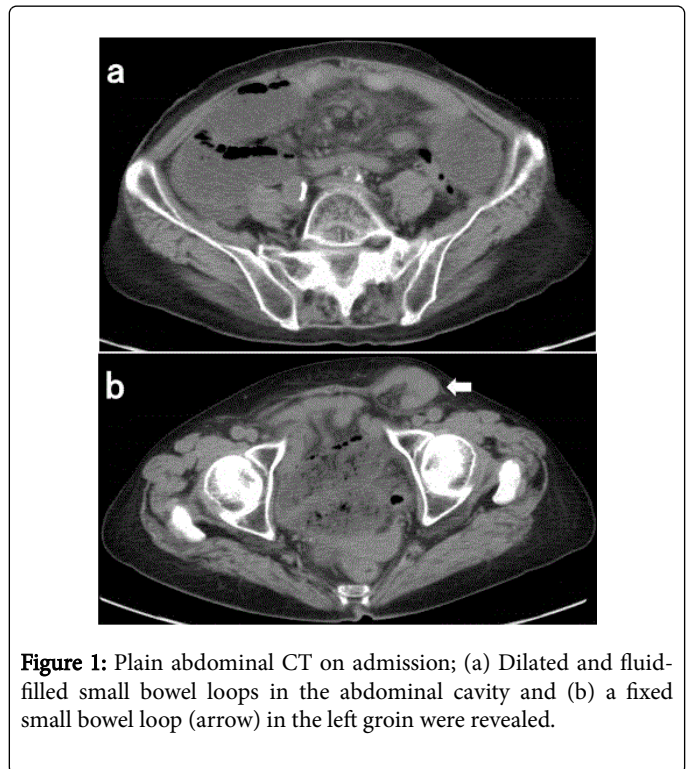 a
b
Figure 1: Plain abdominal CT on admission; (a) Dilated and fluid-
filled small bowel loops in the abdominal cavity and (b) a fixed
small bowel loop (arrow) in the left groin were revealed.